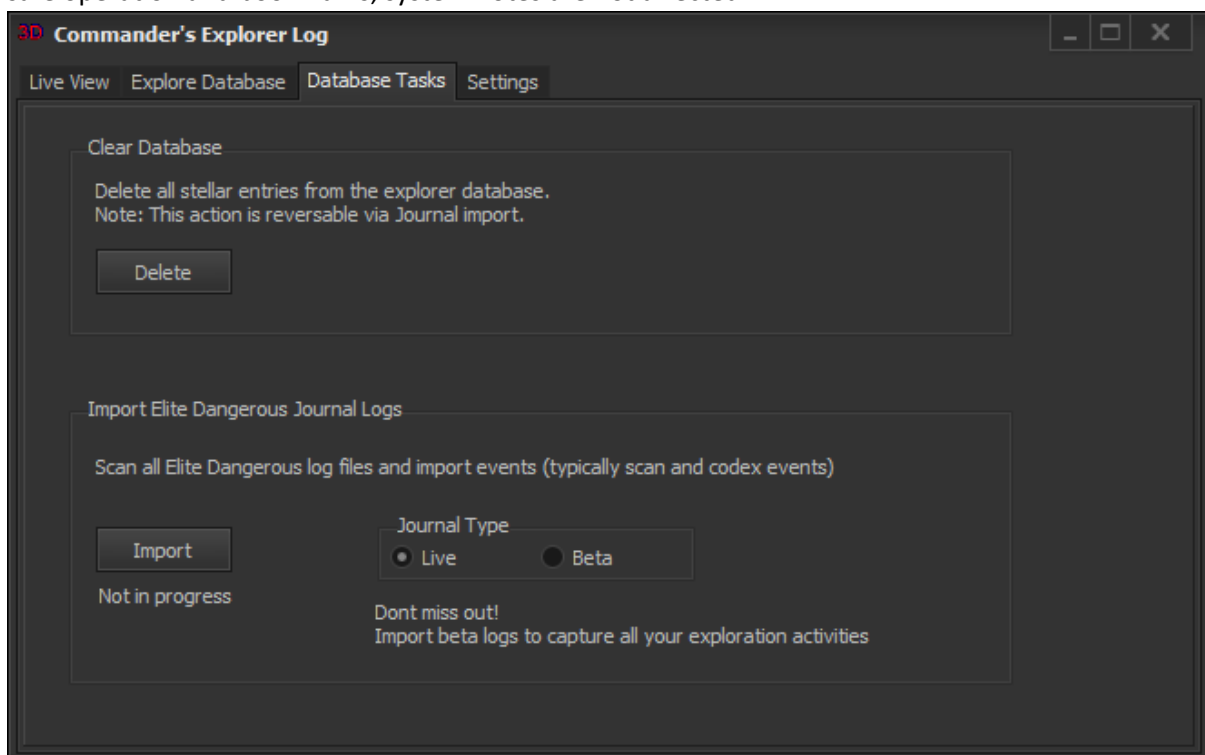 3D Commander's Explorer Log
Live View Explore Database Database Tasks Settings
Clear Database
Delete all stellar entries from the explorer database.
Note: This action is reversable via Journal import.
Delete
Import Elite Dangerous Journal Logs
Scan all Elite Dangerous log files and import events (typically scan and codex events)
Journal Type
Import
Live Beta
Not in progress
Dont miss out!
Import beta logs to capture all your exploration activities